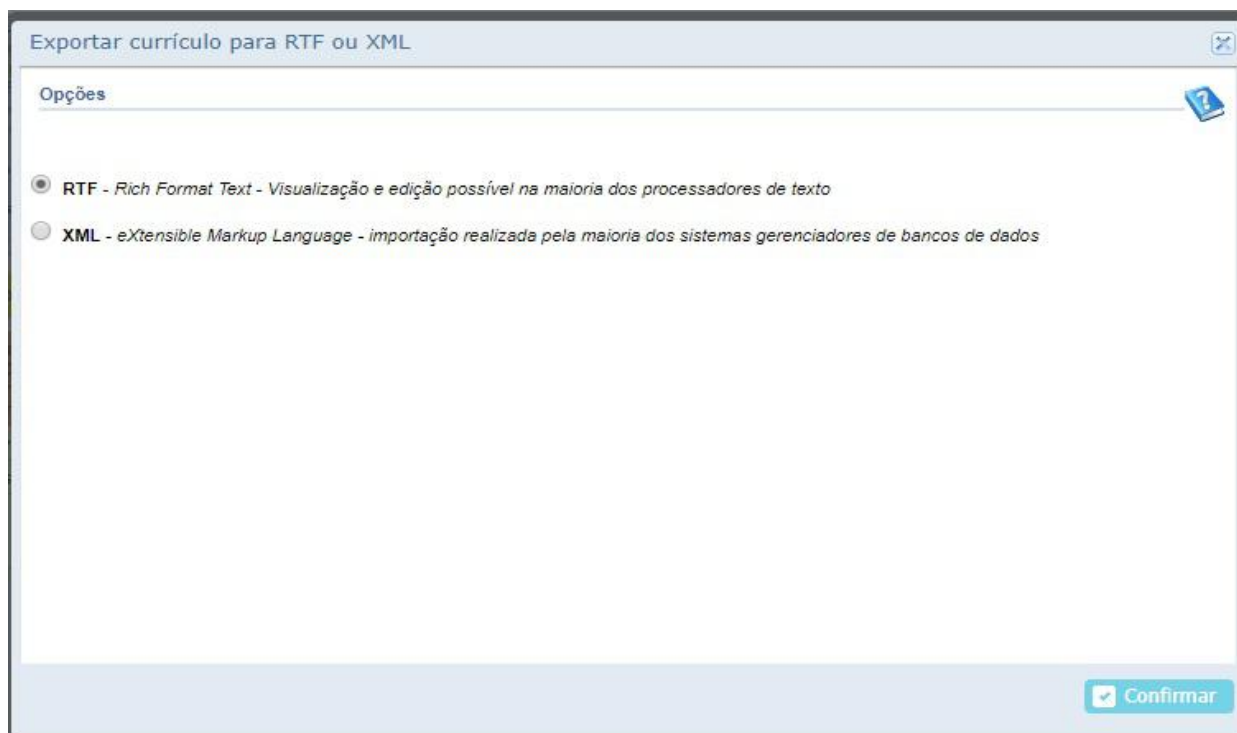 Exportar currículo para RTF ou XML
Opções
RTF - Rich Format Text - Visualização e edição possível na maioria dos processadores de texto
XML - eXtensible Markup Language - importação realizada pela maioria dos sistemas gerenciadores de bancos de dados
Confirmar